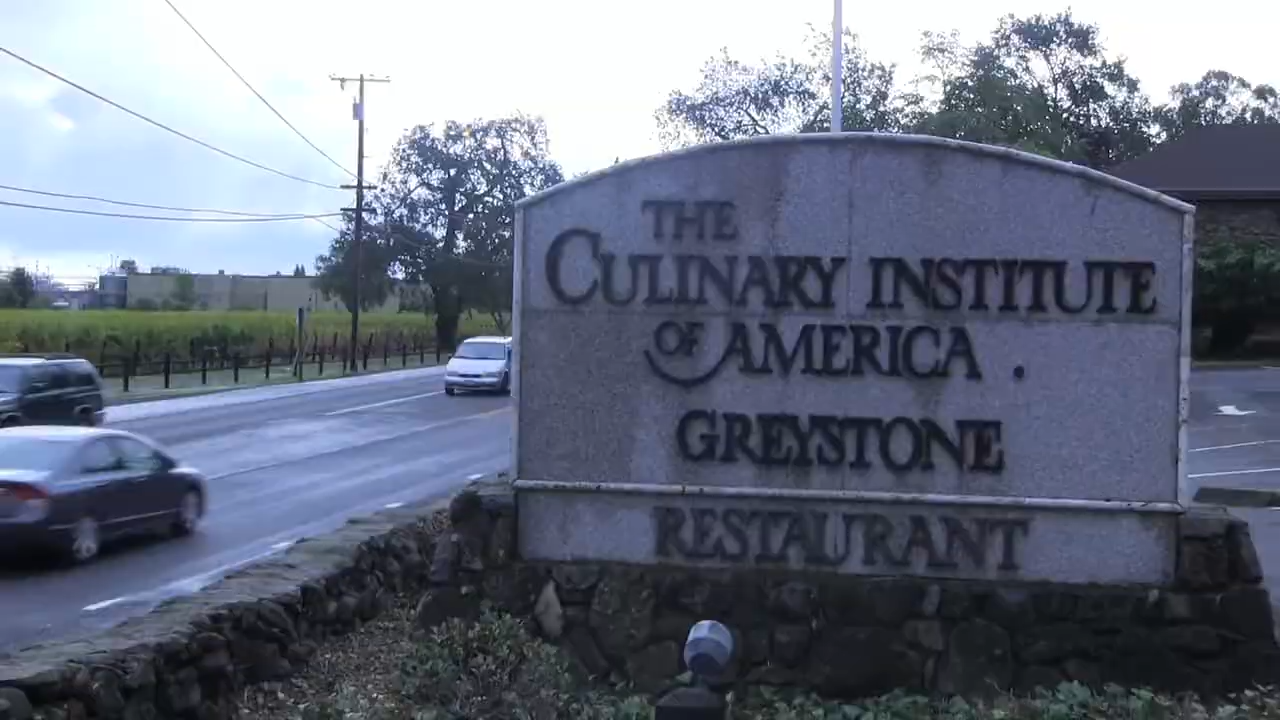 THE
CULINARY INSTITUTE
OF AMERICA .
GREYSTONE
RESTAURANT